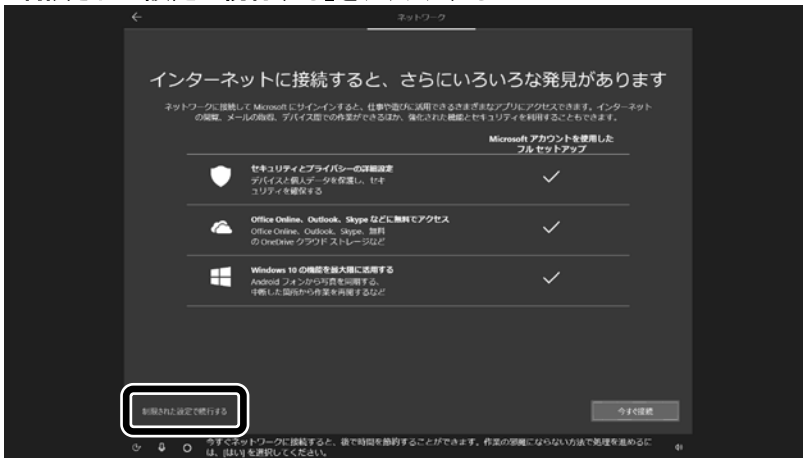 ネットワーク
インターネットに接続すると、さらにいろいろな発見があります
ネットワークに接続して Microsoft にサインインすると、仕事や遊びに活用できるさまざまなアプリにアクセスできます。インターネット
の閲覧、メールの取得、デバイス間での作業ができるほか、強化された機能とセキュリティを利用することもできます。
Microsoft アカウントを使用した
フル セットアップ
セキュリティとプライバシーの詳細設定
デバイスと個人データを保護し、セキ
ュリティを確保する
Office Online、Outlook、Skype などに無料でアクセス
Office Online、Outlook、Skype、無料
の OneDrive クラウド ストレージなど
Windows 10 の機能を最大限に活用する
Android フォンから写真を同期する、
中断した箇所から作業を再開するなど
制限された設定で続行する
今すぐ接続
今すぐネットワークに接続すると、後で時間を節約することができます。作業の邪魔にならない方法で処理を進めるに
は、[はい] を選択してください。